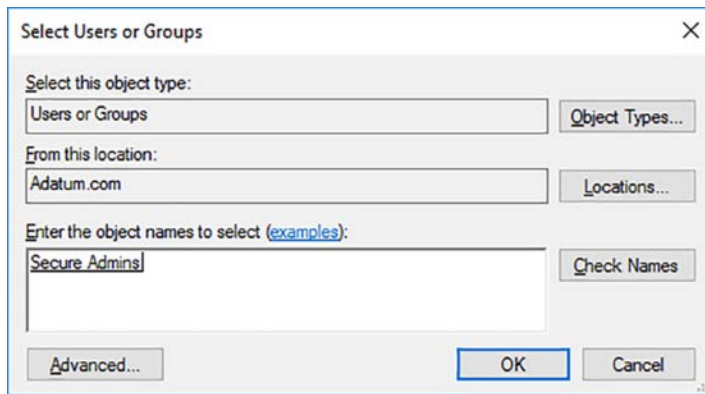 Select Users or Groups
Select this object type:
Users or Groups
Object Types...
From this location:
Adatum.com
Locations...
Enter the object names to select (examples):
Secure Admins
Check Names
Advanced...
OK
Cancel